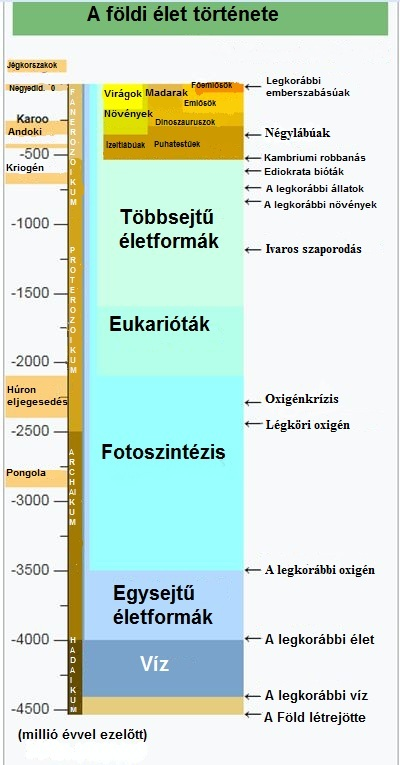 A földi élet története
Jégkorszakok
Negyedid.
Karoo
Andoki
Kriogén
Húron
eljegesedés
Pongola
0
-500
-1000
-1500
-2000
-2500
-3000
-3500
-4000
-4500
(millió évvel ezelőtt)
FANEROZOIKUM
PROTEROZOIKUM
ARCHAIKUM
HADAIKUM
Főemlősök
Virágok
Madarak
Emlősök
Növények
Dinoszauruszok
Ízeltlábúak
Puhatestűek
Többsejtű
életformák
Eukarióták
Fotoszintézis
Egysejtű
életformák
Víz
Legkorábbi
emberszabásúak
Négylábúak
Kambriumi robbanás
Ediokrata bióták
A legkorábbi állatok
A legkorábbi növények
Ivaros szaporodás
Oxigénkrízis
Légköri oxigén
A legkorábbi oxigén
A legkorábbi élet
A legkorábbi víz
A Föld létrejötte